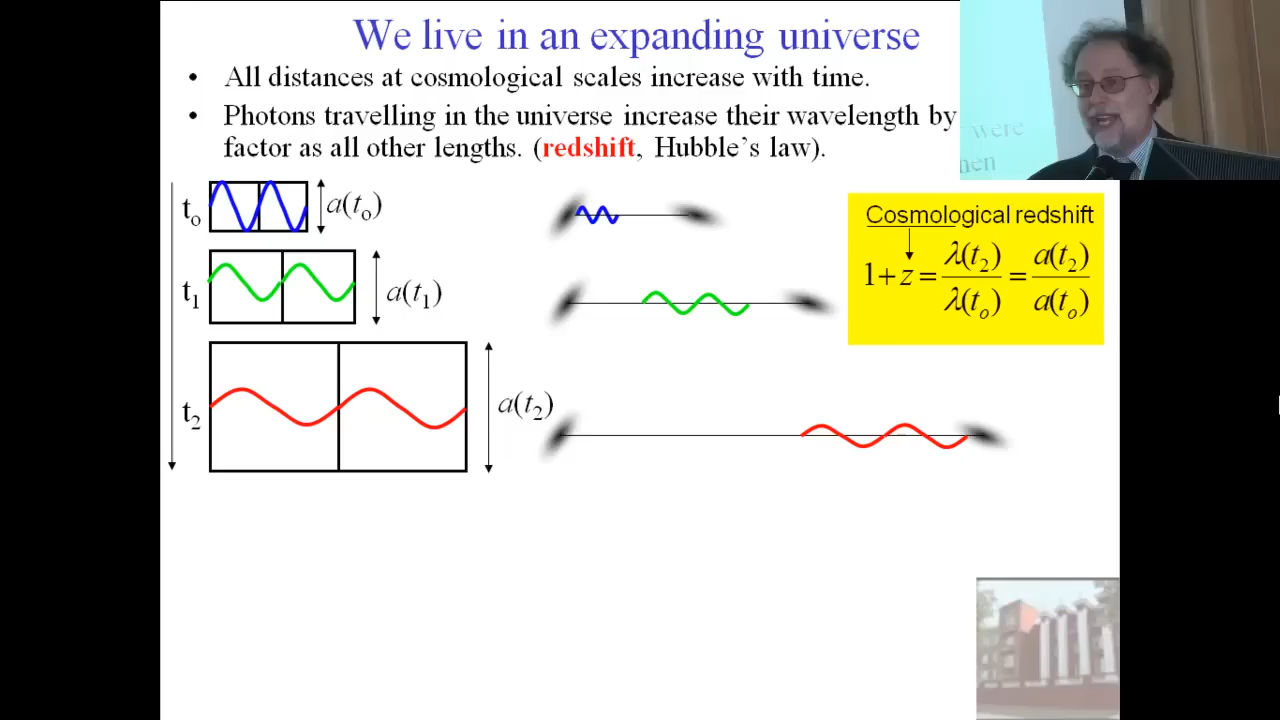 We live in an expanding universe
• All distances at cosmological scales increase with time.
• Photons travelling in the universe increase their wavelength by
factor as all other lengths. (redshift, Hubble's law).
were
men
t₀
a(t₀)
t₁
a(t₁)
t₂
a(t₂)
Cosmological redshift
1+z = λ(t₂)/λ(t₀) = a(t₂)/a(t₀)